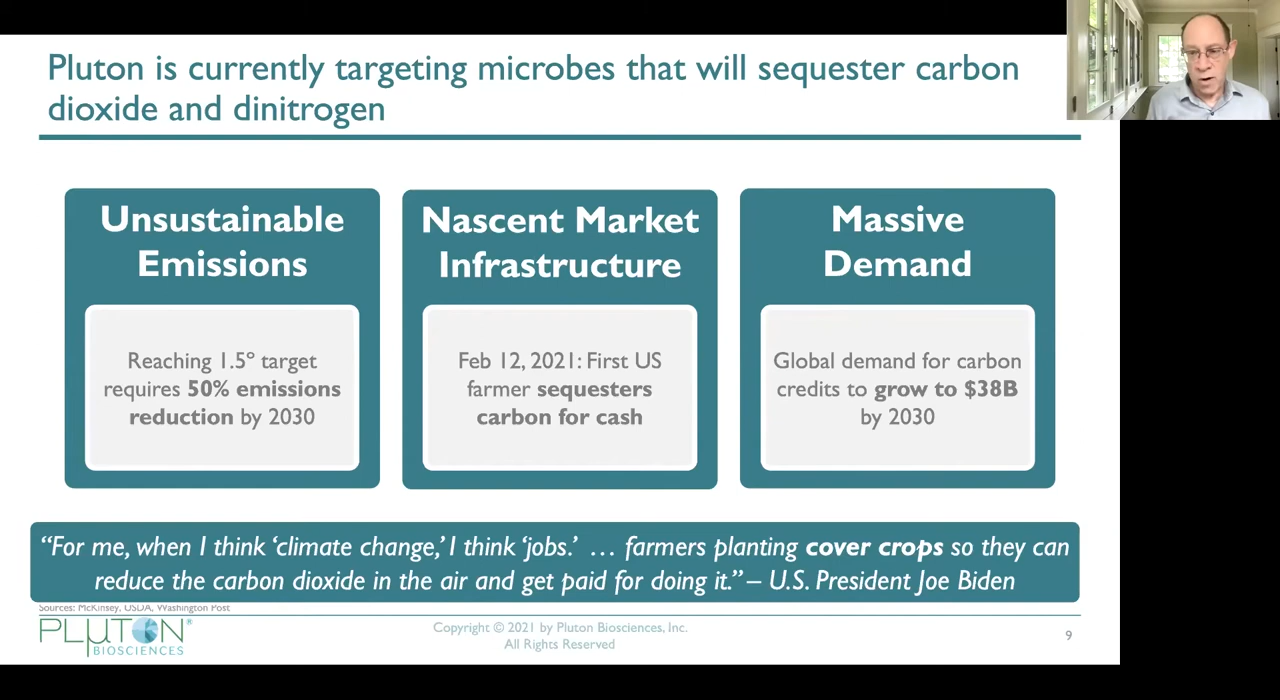 Pluton is currently targeting microbes that will sequester carbon
dioxide and dinitrogen
Unsustainable
Emissions
Reaching 1.5º target
requires 50% emissions
reduction by 2030
Nascent Market
Infrastructure
Feb 12, 2021: First US
farmer sequesters
carbon for cash
Massive
Demand
Global demand for carbon
credits to grow to $38B
by 2030
“For me, when I think ‘climate change,’ I think ‘jobs.’ … farmers planting cover crops so they can
reduce the carbon dioxide in the air and get paid for doing it.” – U.S. President Joe Biden
Sources: McKinsey, USDA, Washington Post
PLUTON®
BIOSCIENCES
Copyright © 2021 by Pluton Biosciences, Inc.
All Rights Reserved
9